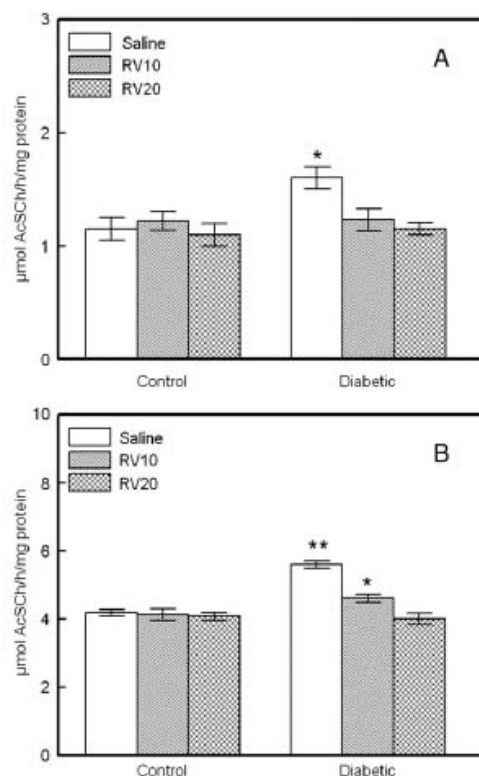 3
Saline
A
RV10
RV20
2
*
µmol AcSCh/h/mg protein
1
0
Control Diabetic
10
Saline
B
RV10
8
RV20
**
6
*
µmol AcSCh/h/mg protein
4
2
0
Control Diabetic